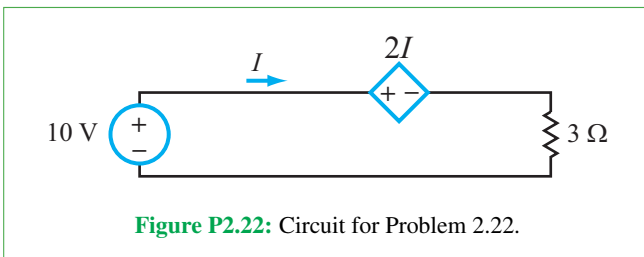 2I
I
+ −
10 V
+
−
3 Ω
Figure P2.22: Circuit for Problem 2.22.